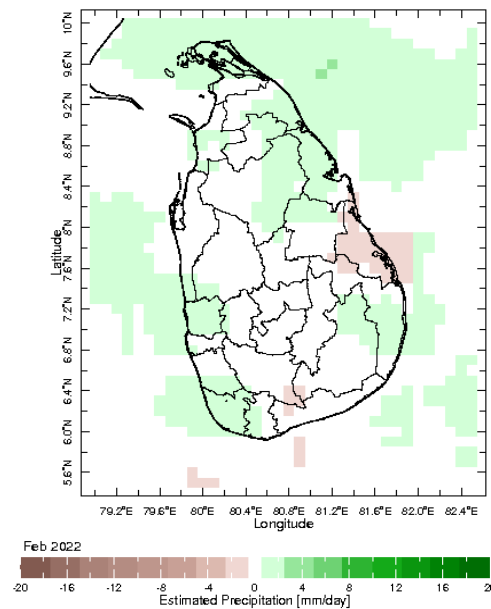 10°N
9.6°N
9.2°N
8.8°N
8.4°N
8°N
7.6°N
7.2°N
6.8°N
6.4°N
6.0°N
5.6°N
Latitude
79.2°E 79.6°E 80°E 80.4°E 80.8°E 81.2°E 81.6°E 82°E 82.4°E
Longitude
Feb 2022
-20 -16 -12 -8 -4 0 4 8 12 16 20
Estimated Precipitation [mm/day]